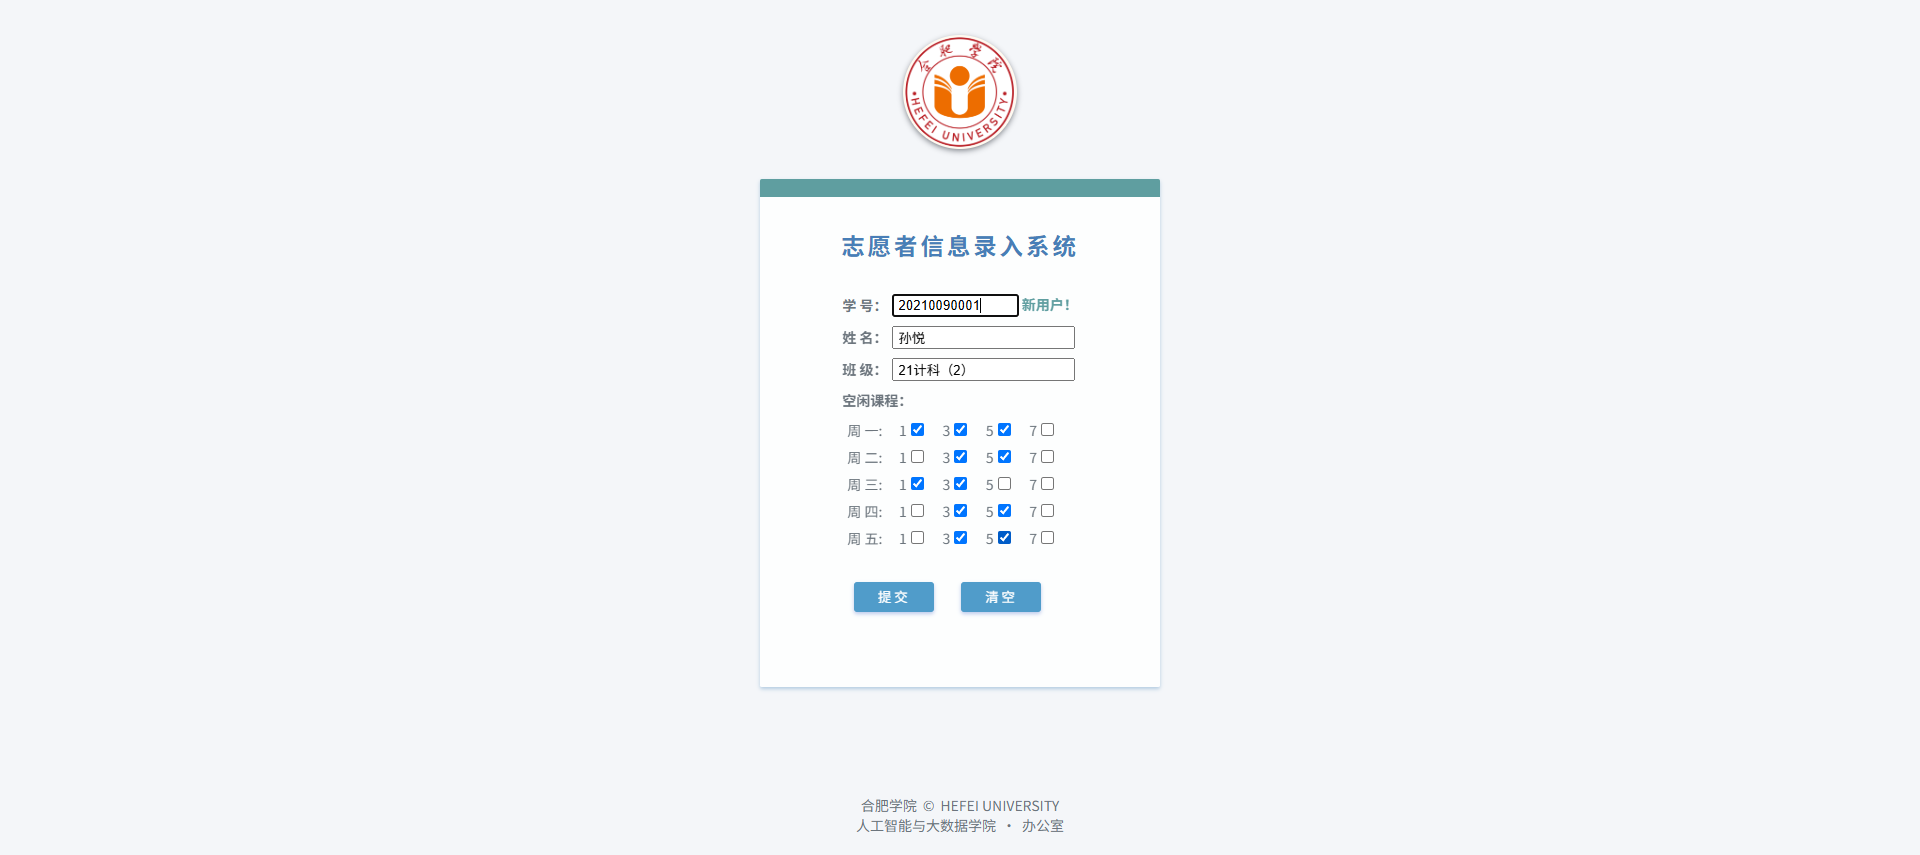 合肥学院
HEFEI UNIVERSITY
志愿者信息录入系统
学 号： 20210090001 新用户！
姓 名： 孙悦
班 级： 21计科（2）
空闲课程：
周 一: 1 3 5 7
周 二: 1 3 5 7
周 三: 1 3 5 7
周 四: 1 3 5 7
周 五: 1 3 5 7
提 交 清 空
合肥学院 © HEFEI UNIVERSITY
人工智能与大数据学院 · 办公室